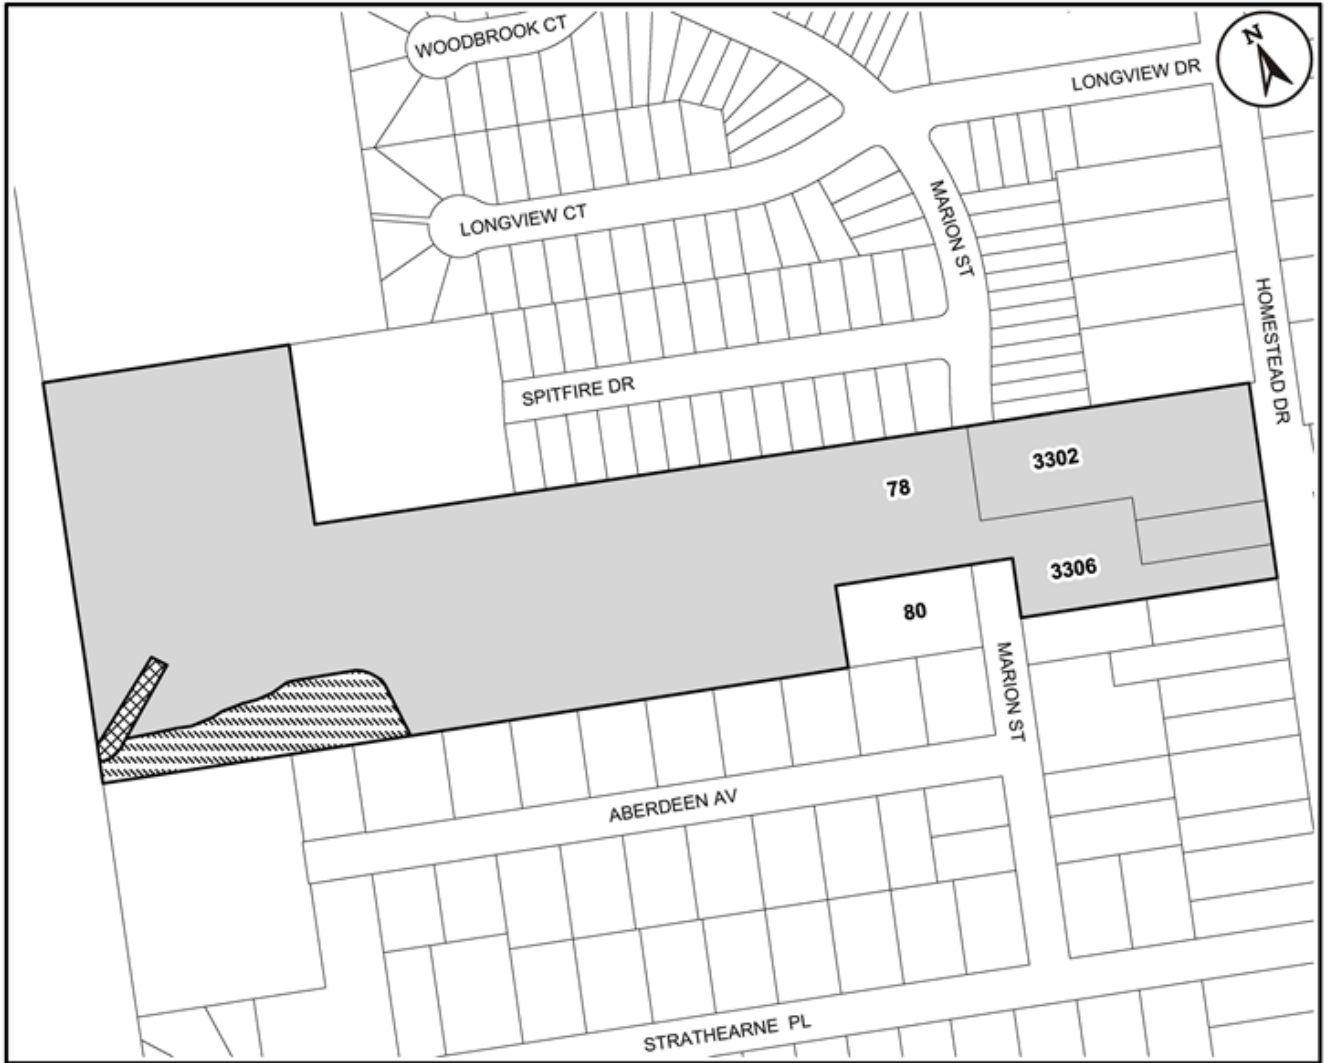 WOODBROOK CT
N
LONGVIEW DR
LONGVIEW CT
MARION ST
HOMESTEAD DR
SPITFIRE DR
3302
78
3306
80
MARION ST
ABERDEEN AV
STRATHEARNE PL